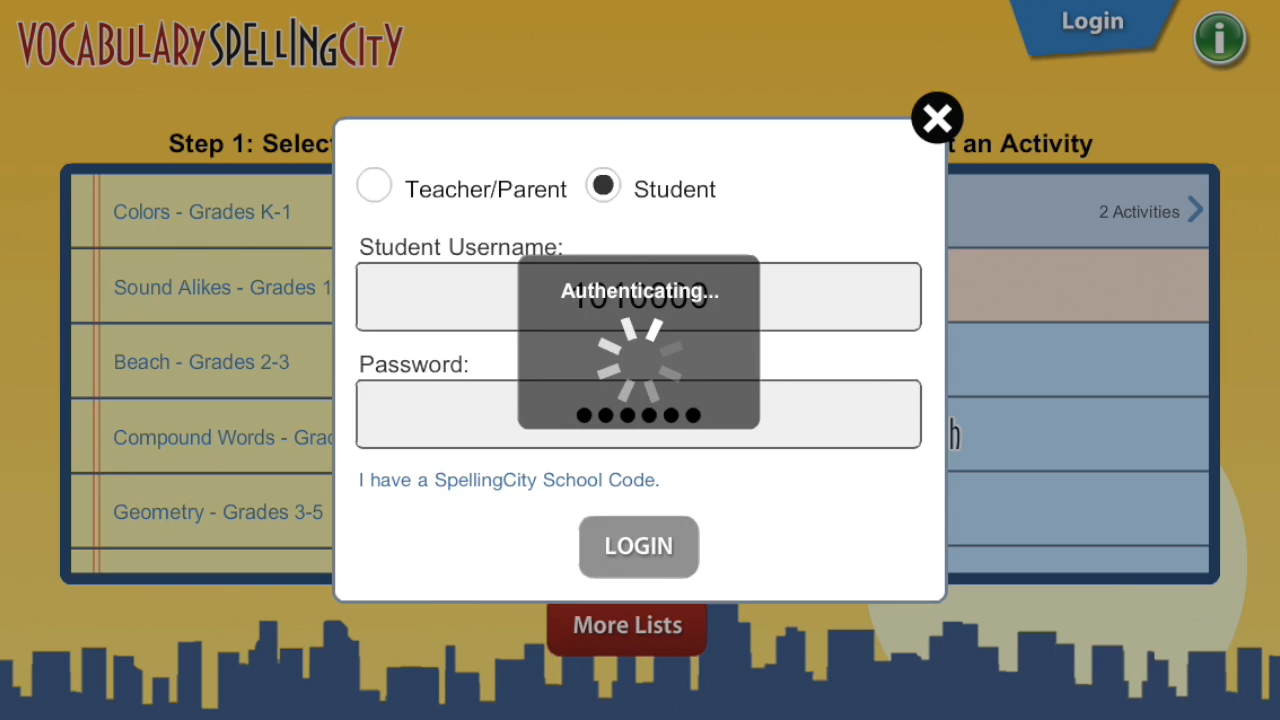 VOCABULARYSPELLINGCITY
Login
Step 1: Select
t an Activity
Teacher/Parent
Student
Colors - Grades K-1
2 Activities
Student Username:
Sound Alikes - Grades 1
Authenticating...
Beach - Grades 2-3
Password:
Compound Words - Grad
h
I have a SpellingCity School Code.
Geometry - Grades 3-5
LOGIN
More Lists